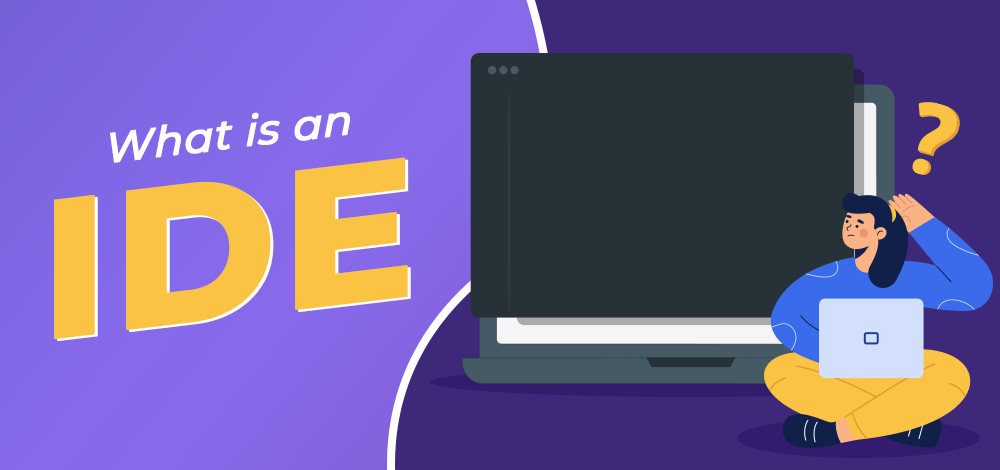 What is an
IDE
?